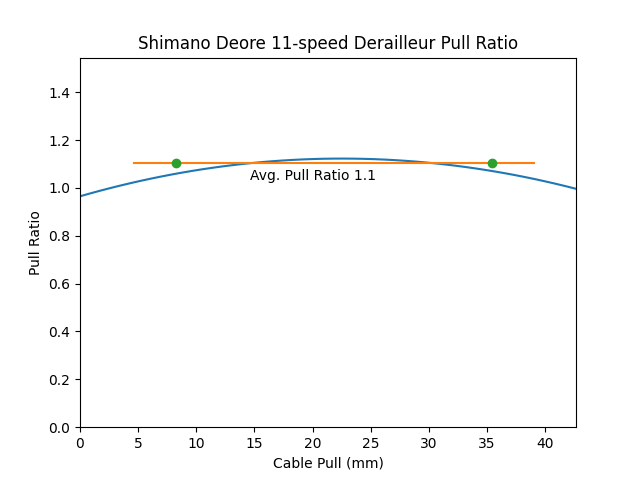 Shimano Deore 11-speed Derailleur Pull Ratio
Pull Ratio
1.4
1.2
1.0
0.8
0.6
0.4
0.2
0.0
Avg. Pull Ratio 1.1
0 5 10 15 20 25 30 35 40
Cable Pull (mm)